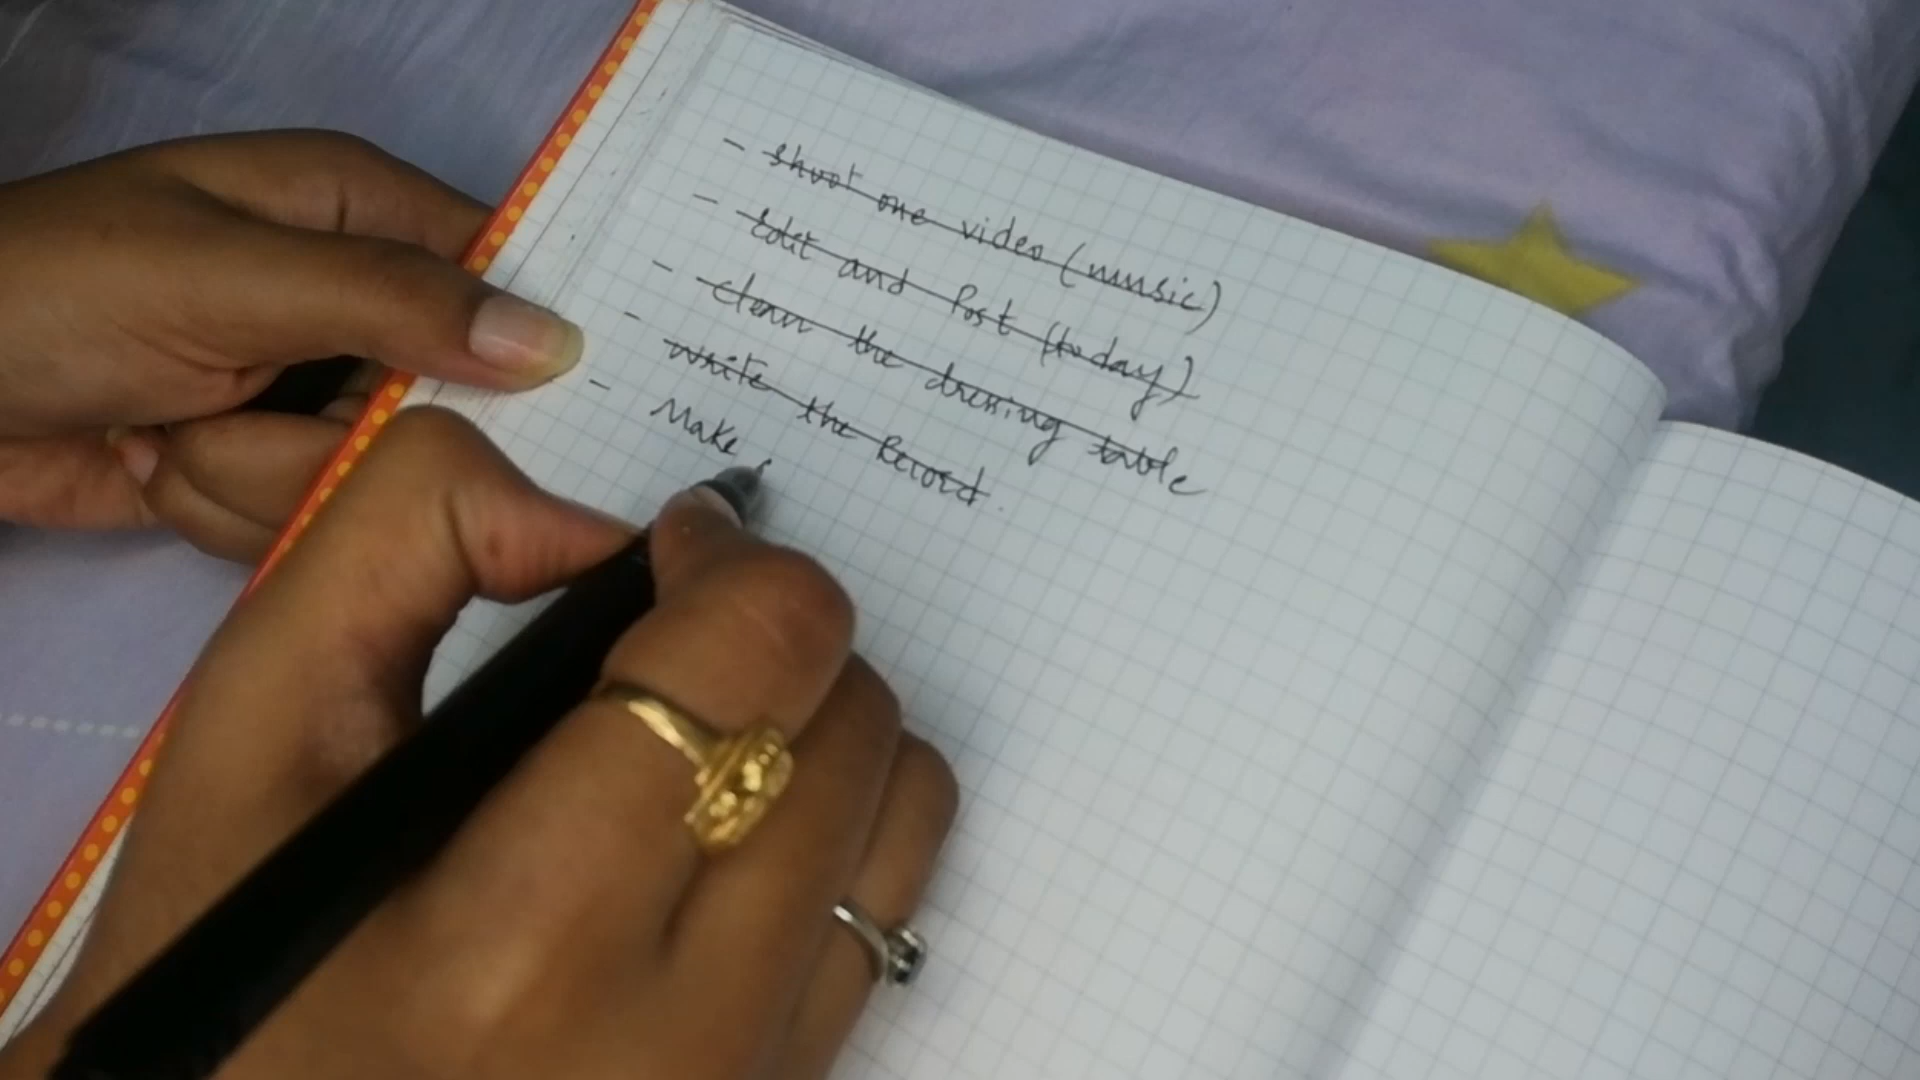 - shoot one video (music)
- Edit and Post (today)
- clean the dressing table
- write the Record.
- Make